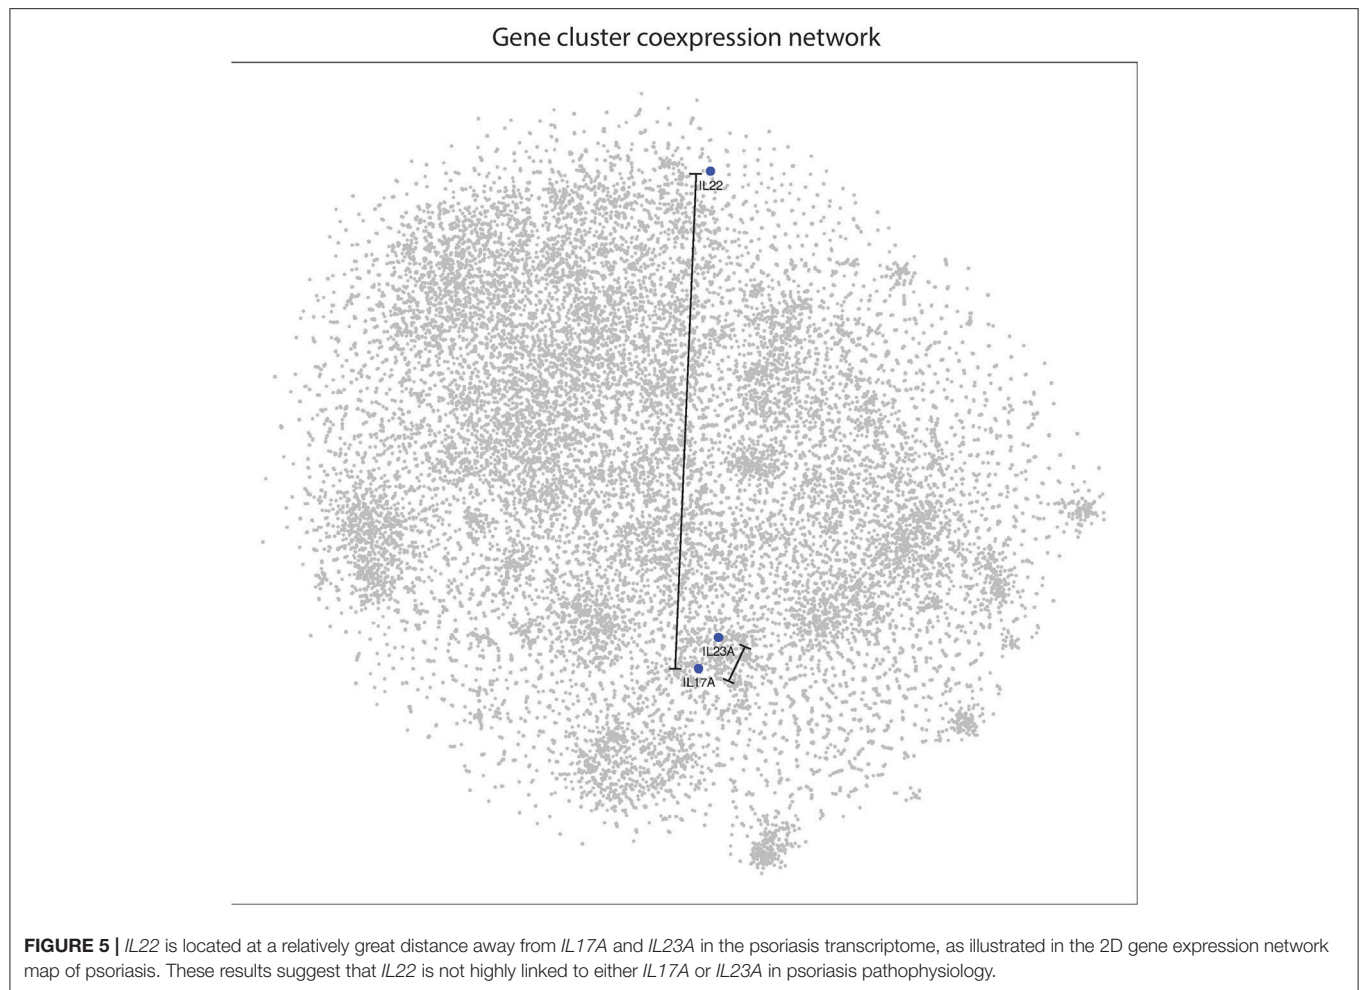 Gene cluster coexpression network
IL22
IL23A
IL17A
FIGURE 5 | IL22 is located at a relatively great distance away from IL17A and IL23A in the psoriasis transcriptome, as illustrated in the 2D gene expression network
map of psoriasis. These results suggest that IL22 is not highly linked to either IL17A or IL23A in psoriasis pathophysiology.